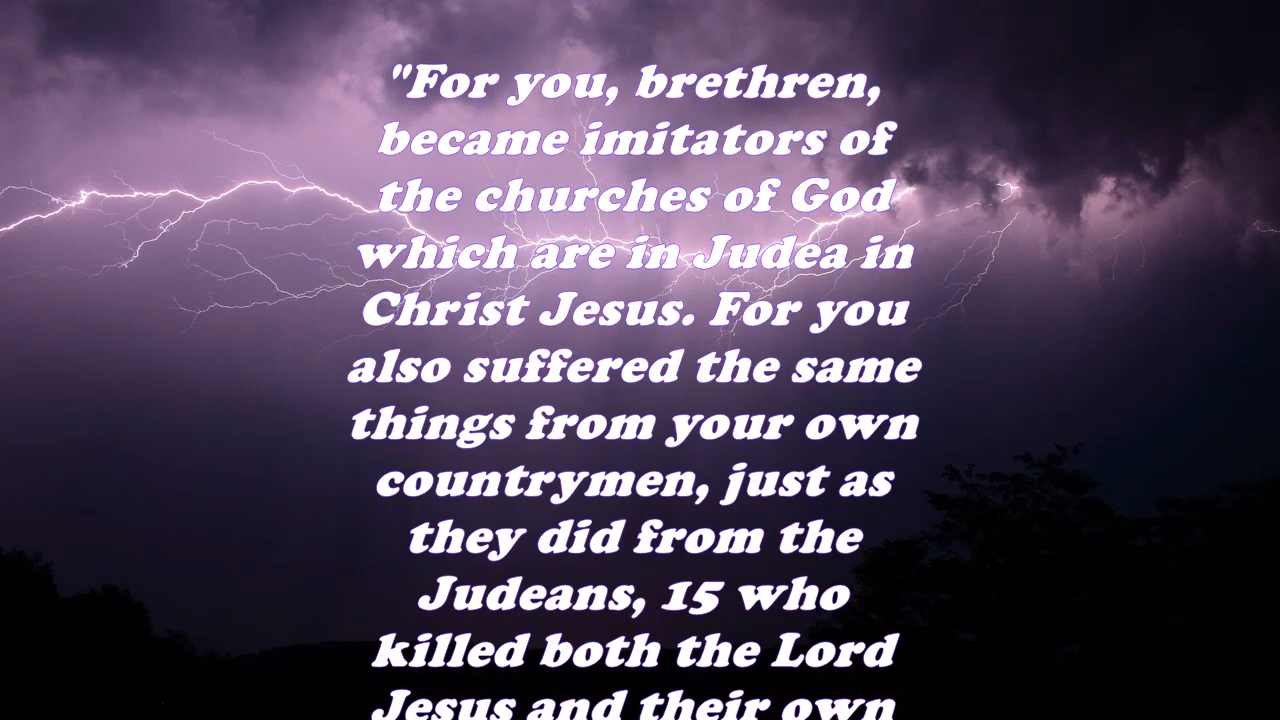 "For you, brethren,
became imitators of
the churches of God
which are in Judea in
Christ Jesus. For you
also suffered the same
things from your own
countrymen, just as
they did from the
Judeans, 15 who
killed both the Lord
Jesus and their own